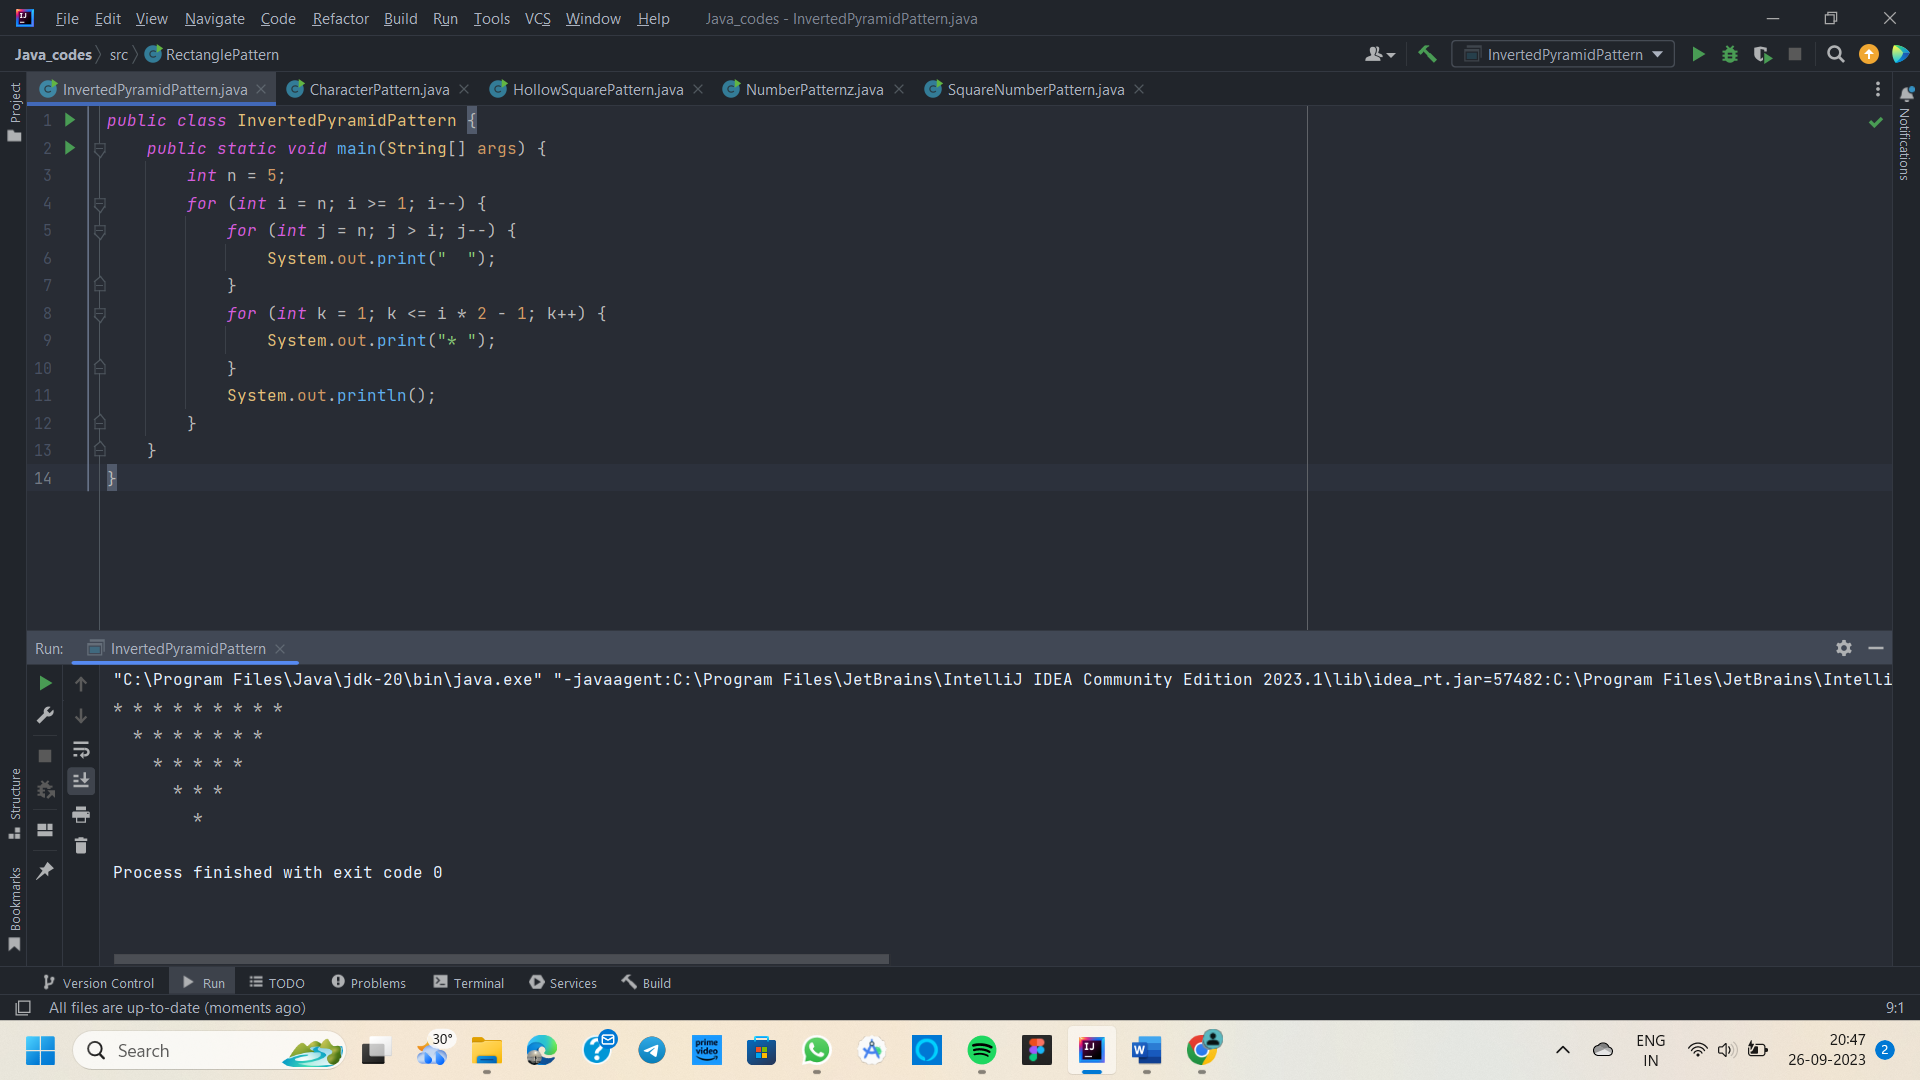 File Edit View Navigate Code Refactor Build Run Tools VCS Window Help Java_codes - InvertedPyramidPattern.java
Java_codes src RectanglePattern InvertedPyramidPattern
Project InvertedPyramidPattern.java CharacterPattern.java HollowSquarePattern.java NumberPatternz.java SquareNumberPattern.java
Notifications
1 public class InvertedPyramidPattern {
2     public static void main(String[] args) {
3         int n = 5;
4         for (int i = n; i >= 1; i--) {
5             for (int j = n; j > i; j--) {
6                 System.out.print("  ");
7             }
8             for (int k = 1; k <= i * 2 - 1; k++) {
9                 System.out.print("* ");
10             }
11             System.out.println();
12         }
13     }
14 }
Run: InvertedPyramidPattern
"C:\Program Files\Java\jdk-20\bin\java.exe" "-javaagent:C:\Program Files\JetBrains\IntelliJ IDEA Community Edition 2023.1\lib\idea_rt.jar=57482:C:\Program Files\JetBrains\Intelli
* * * * * * * * *
  * * * * * * *
    * * * * *
      * * *
        *
Process finished with exit code 0
Structure
Bookmarks
Version Control Run TODO Problems Terminal Services Build
All files are up-to-date (moments ago) 9:1
Search 30° prime video IJ W ENG IN 20:47 26-09-2023 2